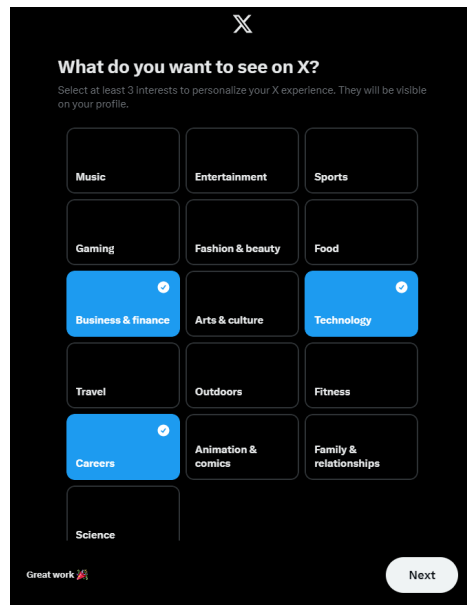 What do you want to see on X?
Select at least 3 interests to personalize your X experience. They will be visible
on your profile.
Music
Entertainment
Sports
Gaming
Fashion & beauty
Food
Business & finance
Arts & culture
Technology
Travel
Outdoors
Fitness
Careers
Animation &
comics
Family &
relationships
Science
Great work 🎉
Next